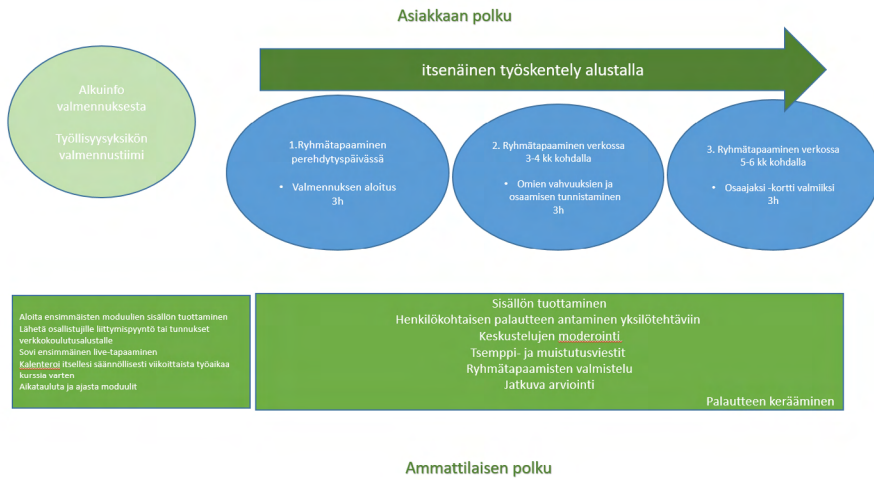 Asiakkaan polku
itsenäinen työskentely alustalla
Alkuinfo
valmennuksesta
Työllisyysyksikön
valmennustiimi
1.Ryhmätapaaminen
perehdytyspäivässä
• Valmennuksen aloitus
3h
2. Ryhmätapaaminen verkossa
3-4 kk kohdalla
• Omien vahvuuksien ja
osaamisen tunnistaminen
3h
3. Ryhmätapaaminen verkossa
5-6 kk kohdalla
• Osaajaksi -kortti valmiiksi
3h
Aloita ensimmäisten moduulien sisällön tuottaminen
Lähetä osallistujille liittymispyyntö tai tunnukset
verkkokoulutusalustalle
Sovi ensimmäinen live-tapaaminen
Kalenteroi itsellesi säännöllisesti viikoittaista työaikaa
kurssia varten
Aikatauluta ja ajasta moduulit
Sisällön tuottaminen
Henkilökohtaisen palautteen antaminen yksilötehtäviin
Keskustelujen moderointi
Tsemppi- ja muistutusviestit
Ryhmätapaamisten valmistelu
Jatkuva arviointi
Palautteen kerääminen
Ammattilaisen polku